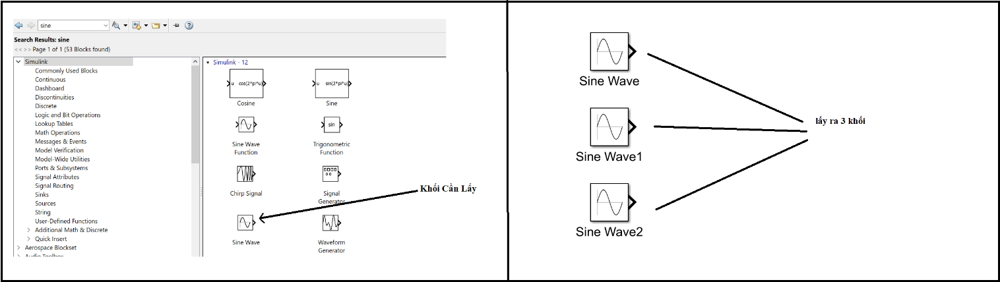 sine
Search Results: sine
<< >> Page 1 of 1 (53 Blocks found)
Simulink
Commonly Used Blocks
Continuous
Dashboard
Discontinuities
Discrete
Logic and Bit Operations
Lookup Tables
Math Operations
Messages & Events
Model Verification
Model-Wide Utilities
Ports & Subsystems
Signal Attributes
Signal Routing
Sinks
Sources
String
User-Defined Functions
Additional Math & Discrete
Quick Insert
Aerospace Blockset
Audio Toolbox
Simulink - 12
u cos(2*pi*u)
Cosine
u sin(2*pi*u)
Sine
Sine Wave
Function
sin
Trigonometric
Function
Chirp Signal
Signal
Generator
Sine Wave
Waveform
Generator
Khối Cần Lấy
Sine Wave
Sine Wave1
Sine Wave2
lấy ra 3 khối